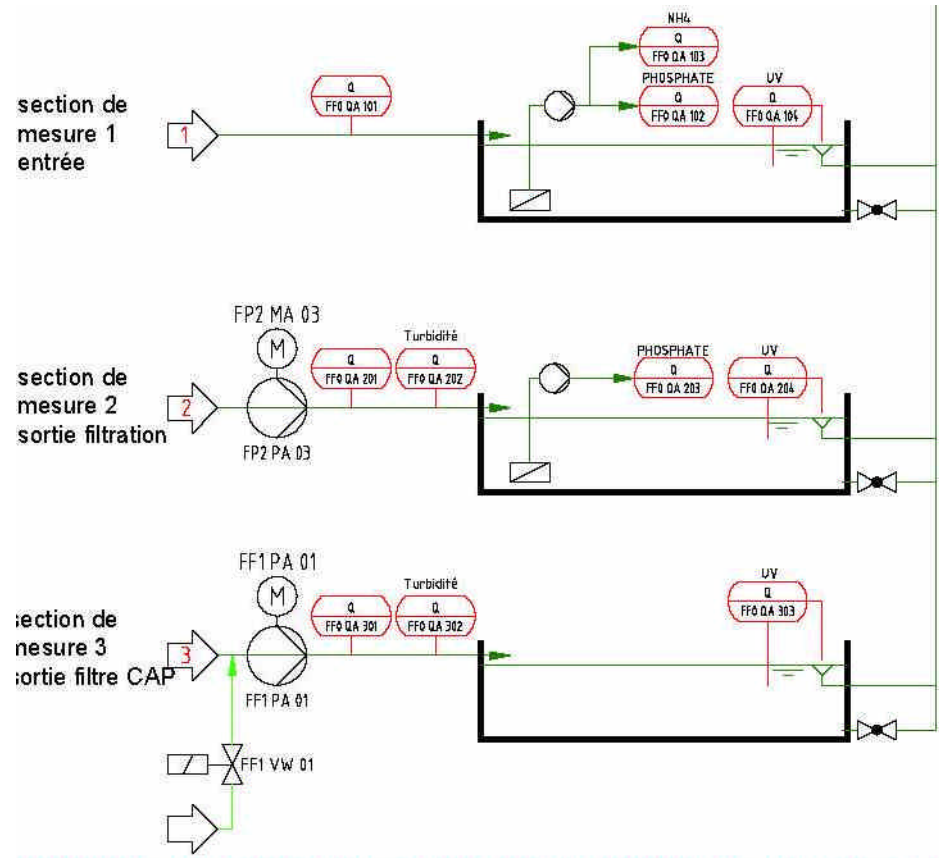 NH4
Q
FF0 QA 103
PHOSPHATE
Q
FF0 QA 102
UV
Q
FF0 QA 104
Q
FF0 QA 101
section de
mesure 1
entrée
1
FP2 MA 03
M
FP2 PA 03
Q
FF0 QA 201
Turbidité
Q
FF0 QA 202
PHOSPHATE
Q
FF0 QA 203
UV
Q
FF0 QA 204
section de
mesure 2
sortie filtration
2
FF1 PA 01
M
FF1 PA 01
Q
FF0 QA 301
Turbidité
Q
FF0 QA 302
UV
Q
FF0 QA 303
section de
mesure 3
sortie filtre CAP
3
FF1 VW 01